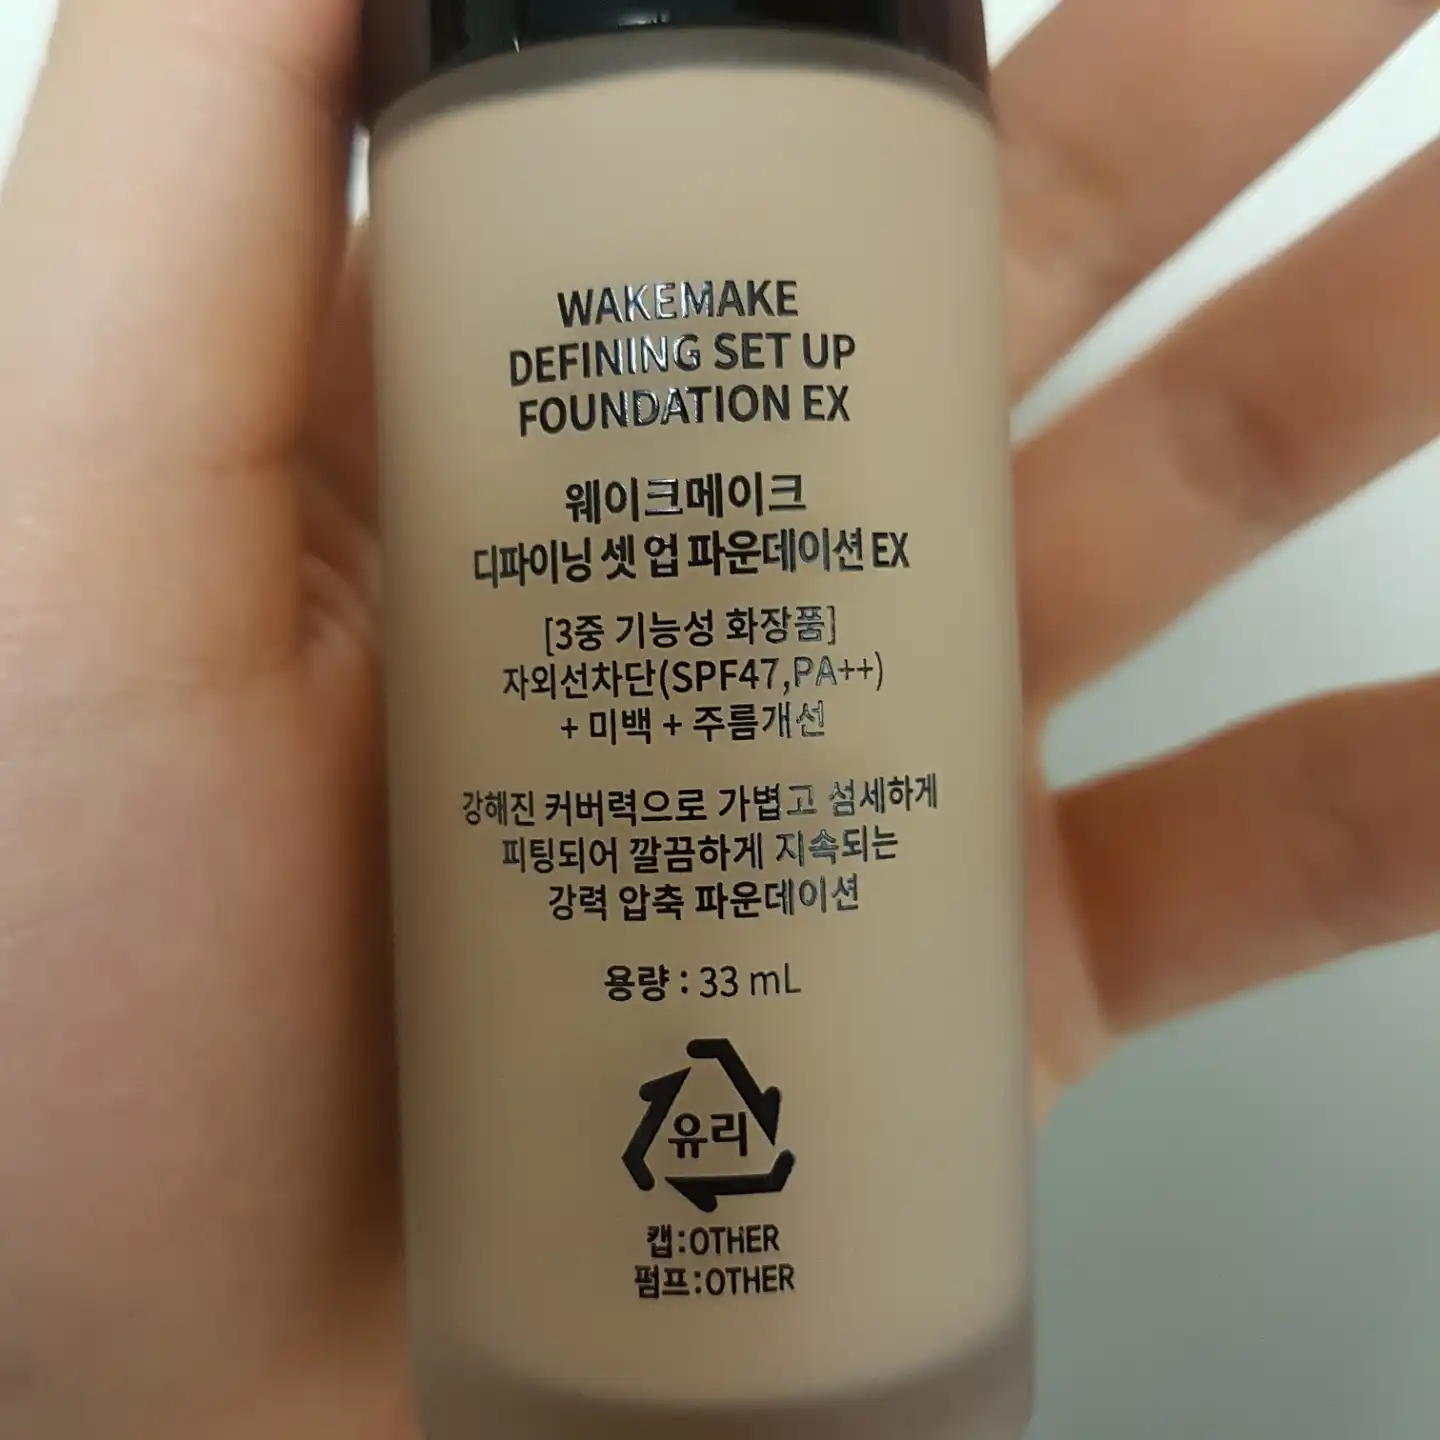 WAKEMAKE
DEFINING SET UP
FOUNDATION EX
웨이크메이크
디파이닝 셋 업 파운데이션 EX
[3중 기능성 화장품]
자외선차단(SPF47,PA++)
+ 미백 + 주름개선
강해진 커버력으로 가볍고 섬세하게
피팅되어 깔끔하게 지속되는
강력 압축 파운데이션
용량 : 33 mL
유리
캡:OTHER
펌프:OTHER